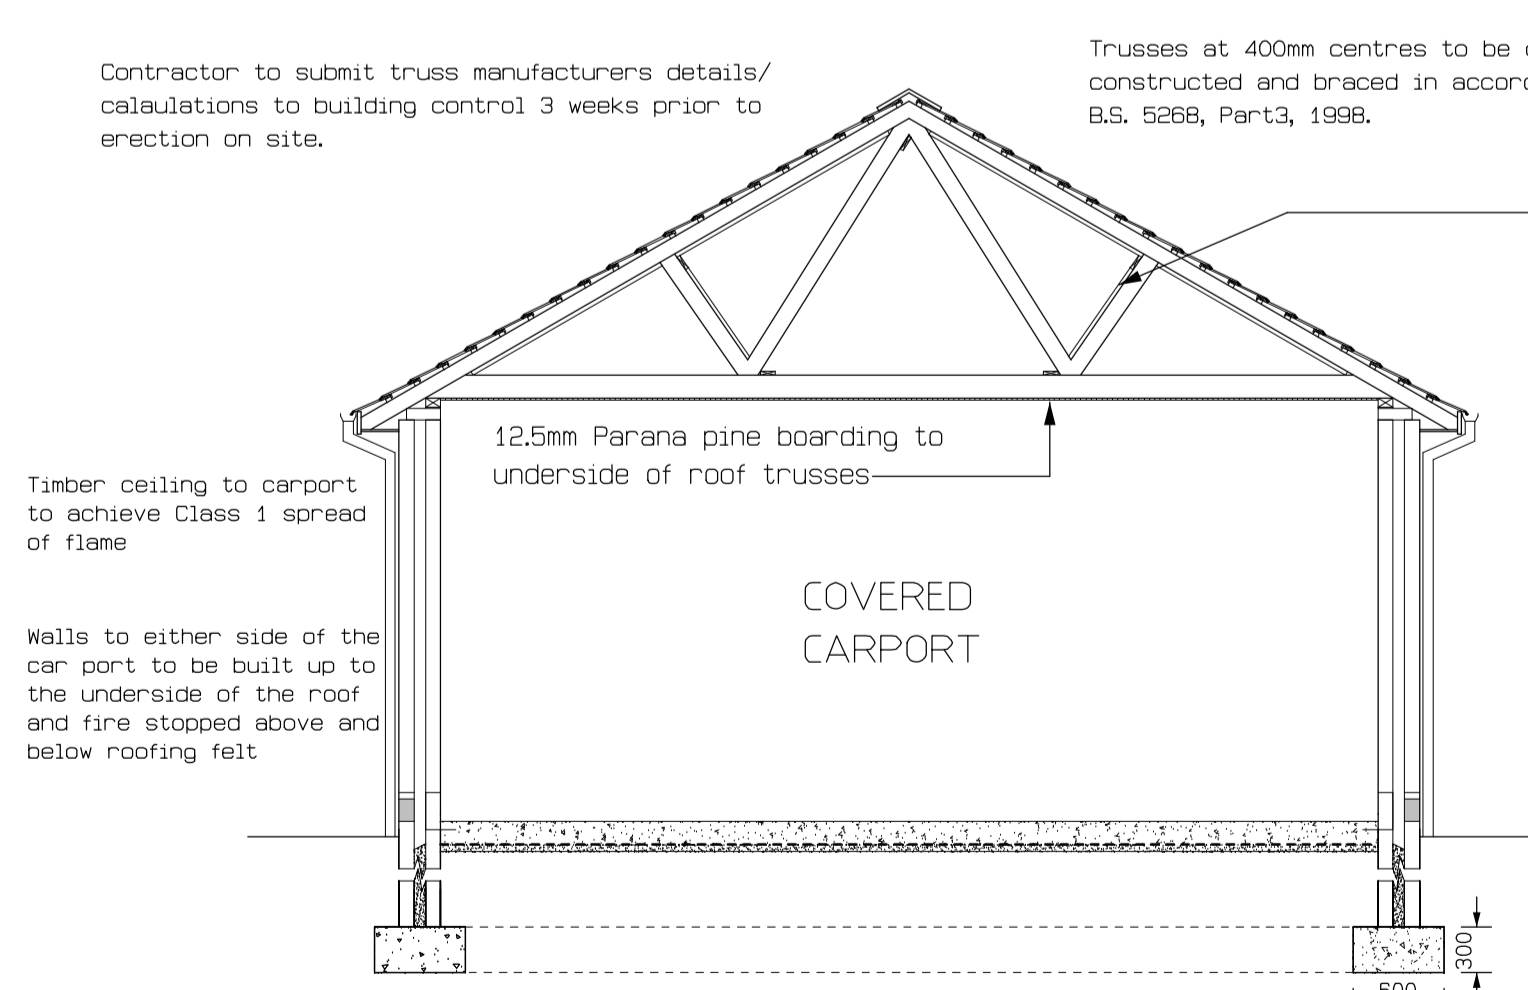 Contractor to submit truss manufacturers details/
calaulations to building control 3 weeks prior to
erection on site.
Trusses at 400mm centres to be
constructed and braced in
B.S. 5268, Part3, 1998.
12.5mm Parana pine boarding to
underside of roof trusses
Timber ceiling to carport
to achieve Class 1 spread
of flame
COVERED
CARPORT
Walls to either side of the
car port to be built up to
the underside of the roof
and fire stopped above and
below roofing felt
300